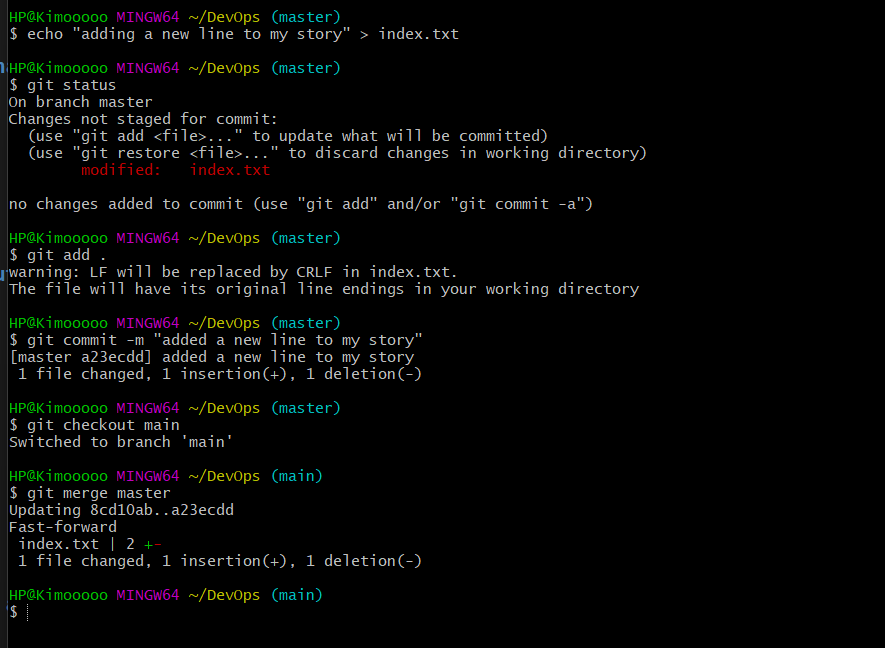 HP@Kimooooo MINGW64 ~/DevOps (master)
$ echo "adding a new line to my story" > index.txt
HP@Kimooooo MINGW64 ~/DevOps (master)
$ git status
On branch master
Changes not staged for commit:
  (use "git add <file>..." to update what will be committed)
  (use "git restore <file>..." to discard changes in working directory)
        modified:   index.txt
no changes added to commit (use "git add" and/or "git commit -a")
HP@Kimooooo MINGW64 ~/DevOps (master)
$ git add .
warning: LF will be replaced by CRLF in index.txt.
The file will have its original line endings in your working directory
HP@Kimooooo MINGW64 ~/DevOps (master)
$ git commit -m "added a new line to my story"
[master a23ecdd] added a new line to my story
 1 file changed, 1 insertion(+), 1 deletion(-)
HP@Kimooooo MINGW64 ~/DevOps (master)
$ git checkout main
Switched to branch 'main'
HP@Kimooooo MINGW64 ~/DevOps (main)
$ git merge master
Updating 8cd10ab..a23ecdd
Fast-forward
 index.txt | 2 +-
 1 file changed, 1 insertion(+), 1 deletion(-)
HP@Kimooooo MINGW64 ~/DevOps (main)
$